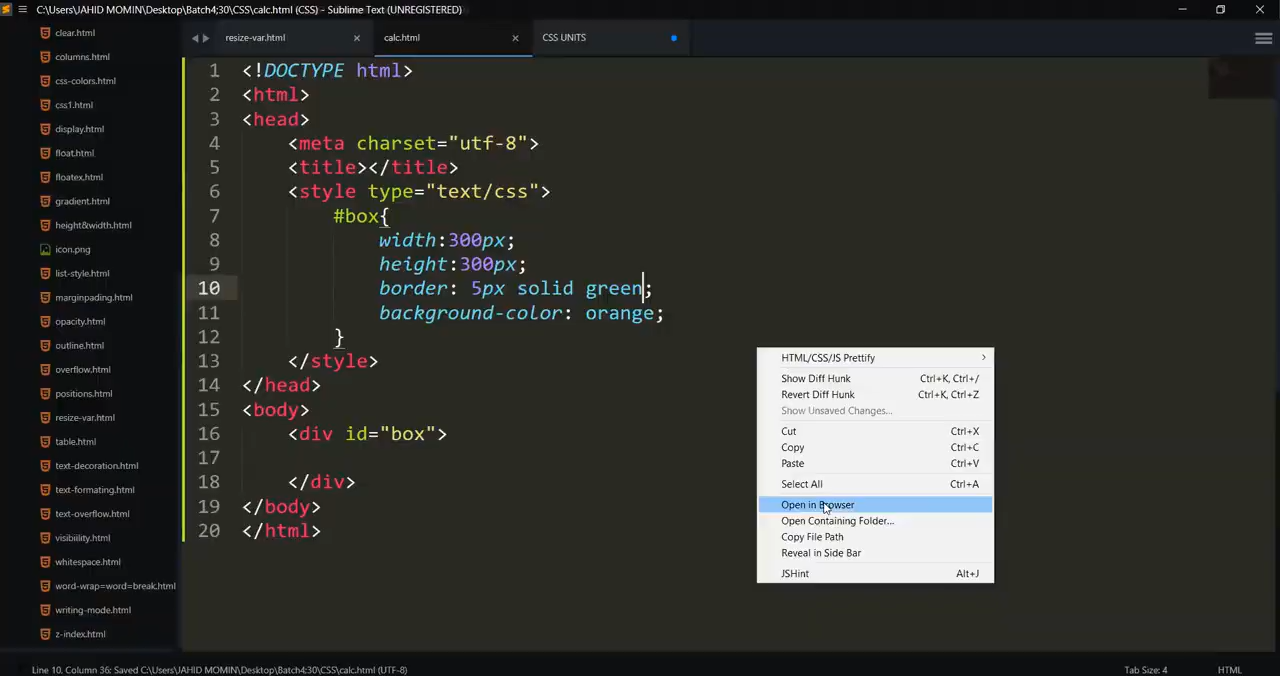 C:\Users\JAHID MOMIN\Desktop\Batch4;30\CSS\calc.html (CSS) - Sublime Text (UNREGISTERED)
clear.html
columns.html
css-colors.html
css1.html
display.html
float.html
floatex.html
gradient.html
height&width.html
icon.png
list-style.html
marginpading.html
opacity.html
outline.html
overflow.html
positions.html
resize-var.html
table.html
text-decoration.html
text-formating.html
text-overflow.html
visibility.html
whitespace.html
word-wrap=word=break.html
writing-mode.html
z-index.html
resize-var.html
calc.html
CSS UNITS
1 <!DOCTYPE html>
2 <html>
3 <head>
4 <meta charset="utf-8">
5 <title></title>
6 <style type="text/css">
7 #box{
8 width:300px;
9 height:300px;
10 border: 5px solid green;
11 background-color: orange;
12 }
13 </style>
14 </head>
15 <body>
16 <div id="box">
17
18 </div>
19 </body>
20 </html>
HTML/CSS/JS Prettify
Show Diff Hunk Ctrl+K, Ctrl+/
Revert Diff Hunk Ctrl+K, Ctrl+Z
Show Unsaved Changes...
Cut Ctrl+X
Copy Ctrl+C
Paste Ctrl+V
Select All Ctrl+A
Open in Browser
Open Containing Folder...
Copy File Path
Reveal in Side Bar
JSHint Alt+J
Line 10, Column 36; Saved C:\Users\JAHID MOMIN\Desktop\Batch4;30\CSS\calc.html (UTF-8)
Tab Size: 4
HTML